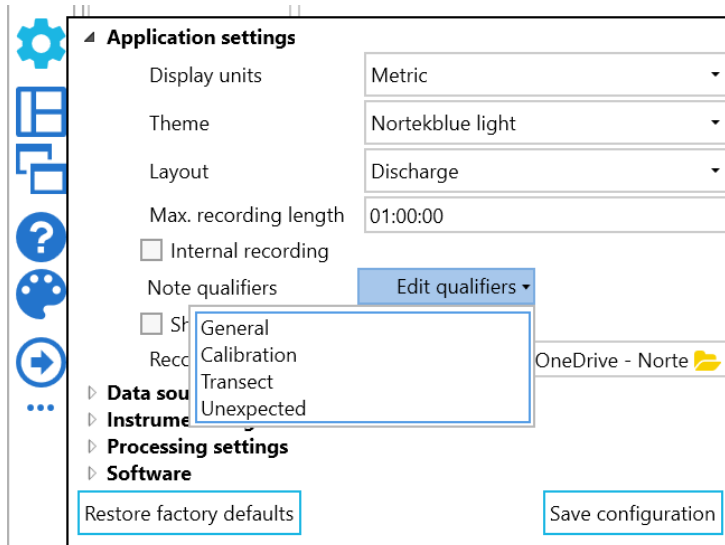 Application settings
Display units Metric
Theme Nortekblue light
Layout Discharge
Max. recording length 01:00:00
Internal recording
Note qualifiers Edit qualifiers
General
Calibration
Transect
Unexpected
OneDrive - Norte
Data
Processing settings
Software
Restore factory defaults Save configuration